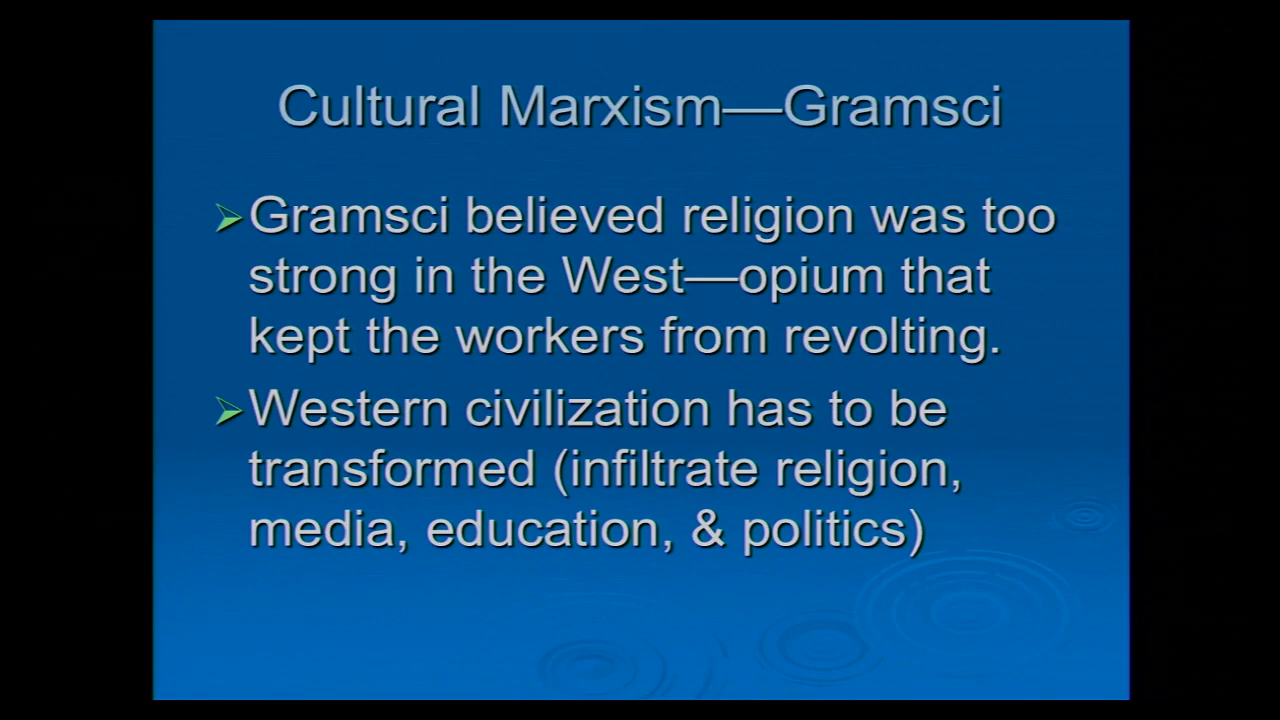 Cultural Marxism—Gramsci
Gramsci believed religion was too
strong in the West—opium that
kept the workers from revolting.
Western civilization has to be
transformed (infiltrate religion,
media, education, & politics)